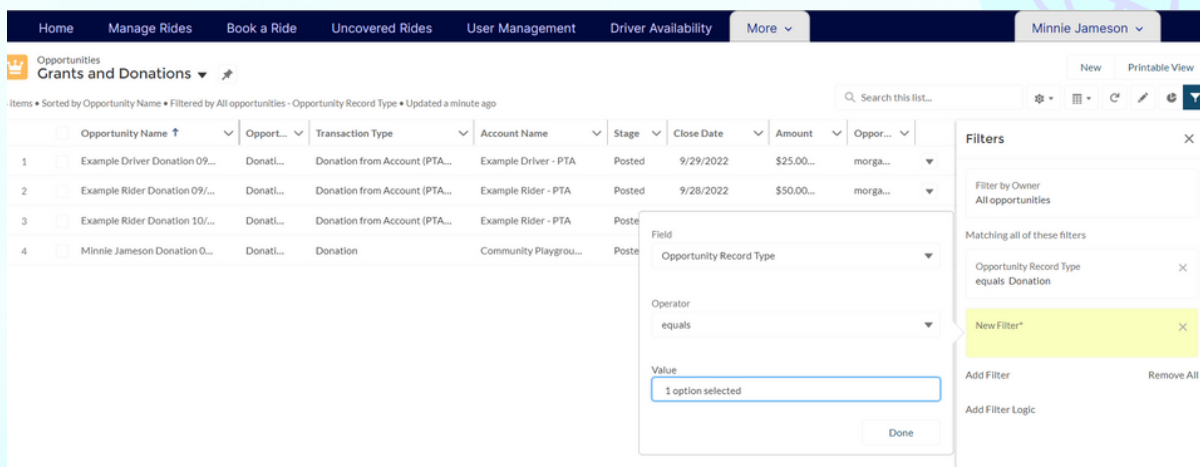 Home Manage Rides Book a Ride Uncovered Rides User Management Driver Availability More Minnie Jameson
Opportunities
Grants and Donations
New Printable View
items • Sorted by Opportunity Name • Filtered by All opportunities - Opportunity Record Type • Updated a minute ago
Search this list...
Opportunity Name ↑ Opport... Transaction Type Account Name Stage Close Date Amount Oppor...
1 Example Driver Donation 09... Donati... Donation from Account (PTA... Example Driver - PTA Posted 9/29/2022 $25.00... morga...
2 Example Rider Donation 09/... Donati... Donation from Account (PTA... Example Rider - PTA Posted 9/28/2022 $50.00... morga...
3 Example Rider Donation 10/... Donati... Donation from Account (PTA... Example Rider - PTA Poste
4 Minnie Jameson Donation 0... Donati... Donation Community Playgrou... Poste
Field
Opportunity Record Type
Operator
equals
Value
1 option selected
Done
Filters
Filter by Owner
All opportunities
Matching all of these filters
Opportunity Record Type
equals Donation
New Filter*
Add Filter Remove All
Add Filter Logic